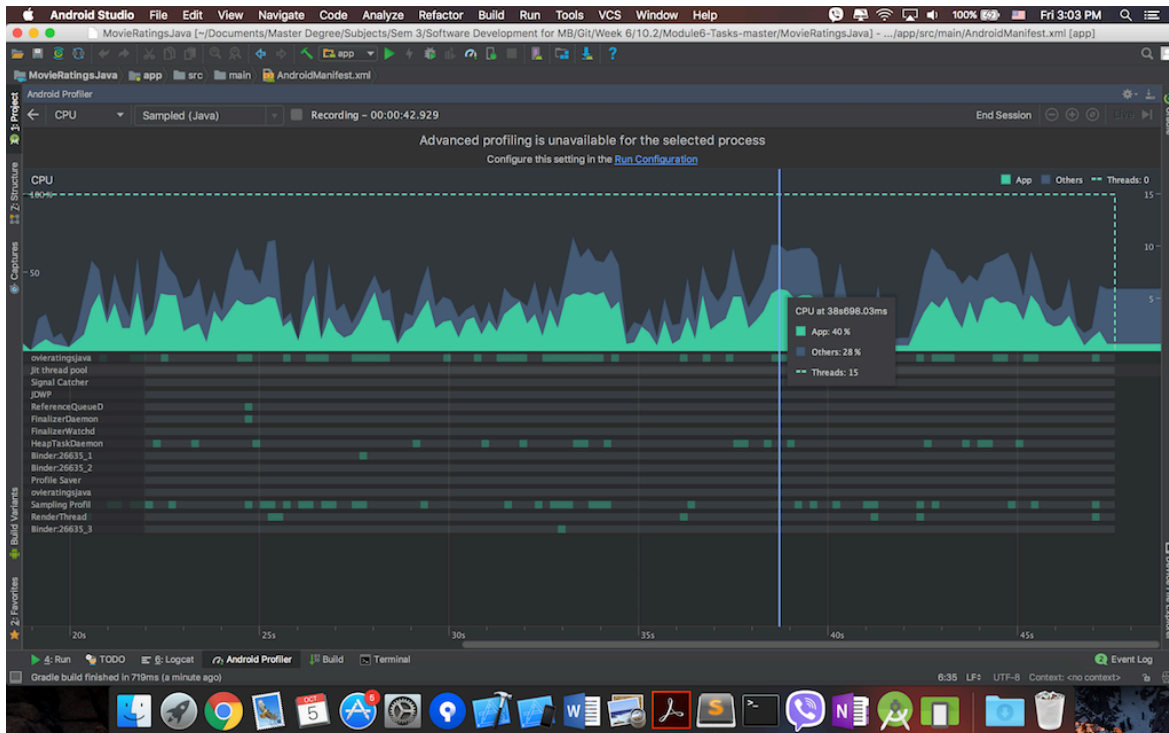 Android Studio File Edit View Navigate Code Analyze Refactor Build Run Tools VCS Window Help 100% Fri 3:03 PM
MovieRatingsJava [~/Documents/Master Degree/Subjects/Sem 3/Software Development for MB/Git/Week 6/10.2/Module6-Tasks-master/MovieRatingsJava] - .../app/src/main/AndroidManifest.xml [app]
app
MovieRatingsJava app src main AndroidManifest.xml
Android Profiler
CPU Sampled (Java) Recording - 00:00:42.929 End Session Live
Advanced profiling is unavailable for the selected process
Configure this setting in the Run Configuration
CPU App Others Threads: 0
100% 15
10
50
5
CPU at 38s698.03ms
App: 40 %
Others: 28 %
Threads: 15
ovieratingsjava
Jit thread pool
Signal Catcher
JDWP
ReferenceQueueD
FinalizerDaemon
FinalizerWatchd
HeapTaskDaemon
Binder:26635_1
Binder:26635_2
Profile Saver
ovieratingsjava
Sampling Profil
RenderThread
Binder:26635_3
20s 25s 30s 35s 40s 45s
1: Project
7: Structure
Captures
Build Variants
2: Favorites
4: Run TODO 6: Logcat Android Profiler Build Terminal 2 Event Log
Gradle build finished in 719ms (a minute ago) 6:35 LF÷ UTF-8 Context: <no context>
OCT
5
5
W
S
N